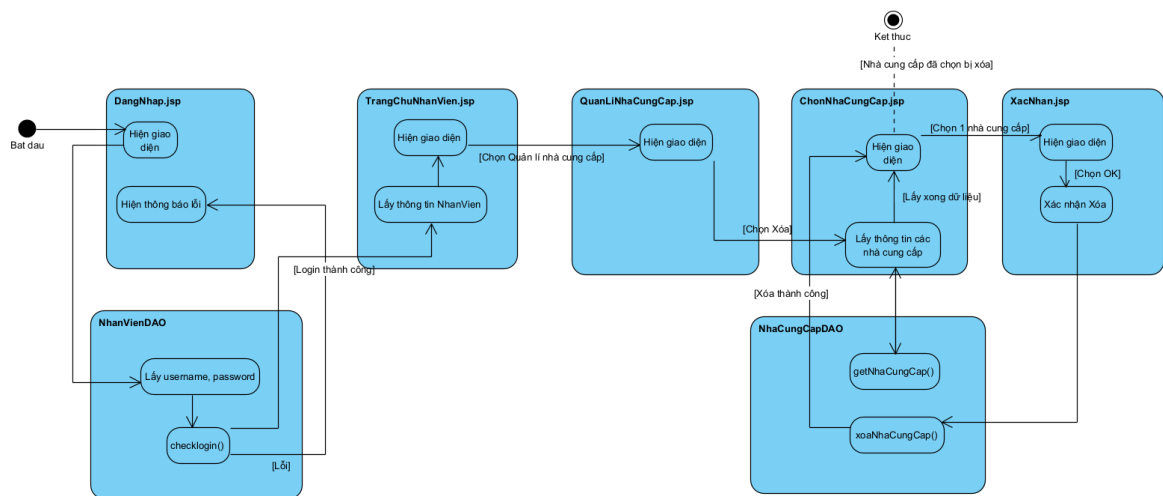 Ket thuc
[Nhà cung cấp đã chọn bị xóa]
DangNhap.jsp
TrangChuNhanVien.jsp
QuanLiNhaCungCap.jsp
ChonNhaCungCap.jsp
XacNhan.jsp
Bat dau
Hiện giao
diện
Hiện giao diện
[Chọn Quản lí nhà cung cấp]
Hiện giao diện
Hiện giao
diện
[Chọn 1 nhà cung cấp]
Hiện giao diện
[Chọn OK]
Hiện thông báo lỗi
Lấy thông tin NhanVien
[Lấy xong dữ liệu]
Xác nhận Xóa
[Chọn Xóa]
Lấy thông tin các
nhà cung cấp
[Login thành công]
[Xóa thành công]
NhanVienDAO
NhaCungCapDAO
Lấy username, password
getNhaCungCap()
checklogin()
xoaNhaCungCap()
[Lỗi]